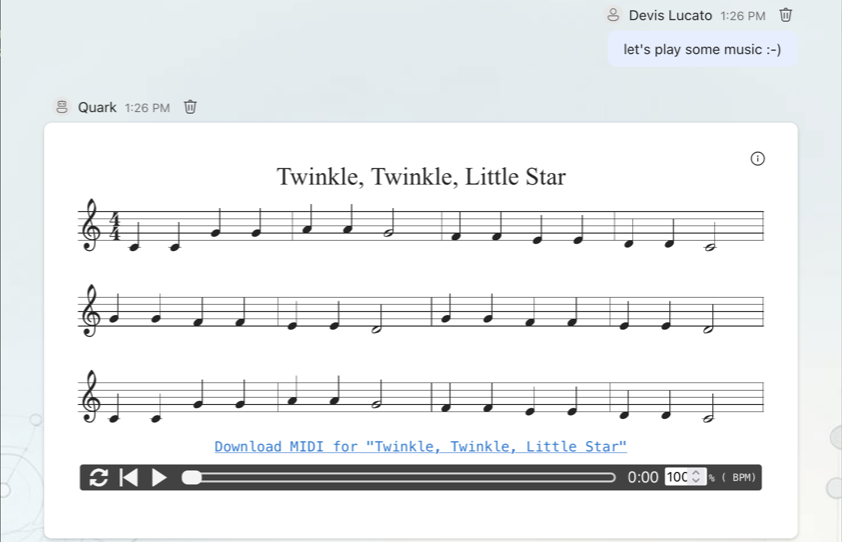 Devis Lucato 1:26 PM
let's play some music :-)
Quark 1:26 PM
Twinkle, Twinkle, Little Star
4
4
Download MIDI for "Twinkle, Twinkle, Little Star"
0:00 100 % ( BPM)